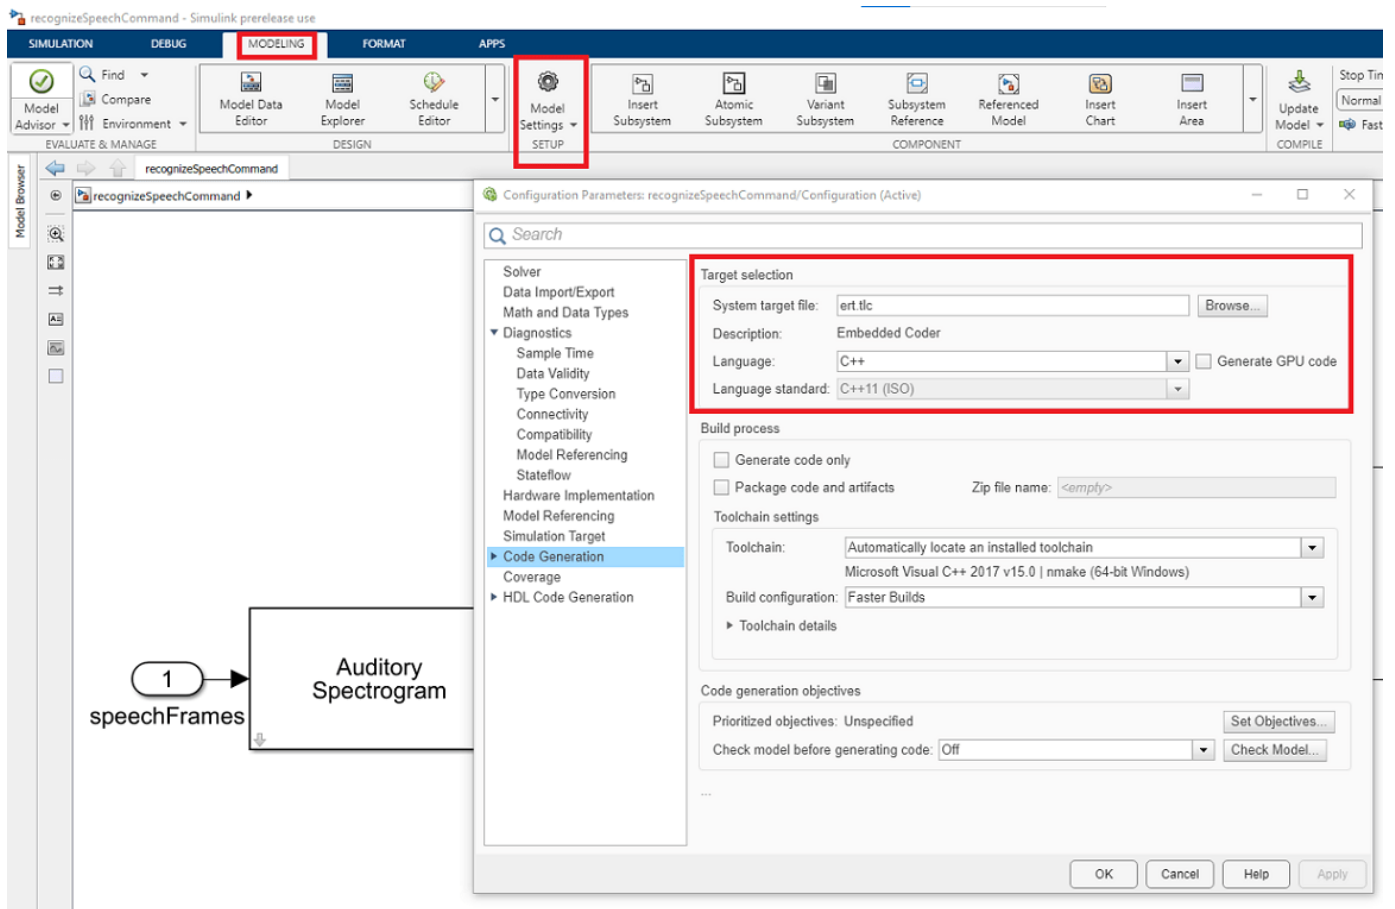 recognizeSpeechCommand - Simulink prerelease use
SIMULATION DEBUG MODELING FORMAT APPS
Model Advisor
Find
Compare
Environment
EVALUATE & MANAGE
Model Data Editor
Model Explorer
Schedule Editor
DESIGN
Model Settings
SETUP
Insert Subsystem
Atomic Subsystem
Variant Subsystem
Subsystem Reference
Referenced Model
Insert Chart
Insert Area
COMPONENT
Update Model
COMPILE
Stop Tin
Normal
Fast
Model Browser
recognizeSpeechCommand
recognizeSpeechCommand
1
speechFrames
Auditory
Spectrogram
Configuration Parameters: recognizeSpeechCommand/Configuration (Active)
Search
Solver
Data Import/Export
Math and Data Types
Diagnostics
Sample Time
Data Validity
Type Conversion
Connectivity
Compatibility
Model Referencing
Stateflow
Hardware Implementation
Model Referencing
Simulation Target
Code Generation
Coverage
HDL Code Generation
Target selection
System target file: ert.tlc Browse...
Description: Embedded Coder
Language: C++ Generate GPU code
Language standard: C++11 (ISO)
Build process
Generate code only
Package code and artifacts Zip file name: <empty>
Toolchain settings
Toolchain: Automatically locate an installed toolchain
Microsoft Visual C++ 2017 v15.0 | nmake (64-bit Windows)
Build configuration: Faster Builds
Toolchain details
Code generation objectives
Prioritized objectives: Unspecified Set Objectives...
Check model before generating code: Off Check Model...
...
OK Cancel Help Apply